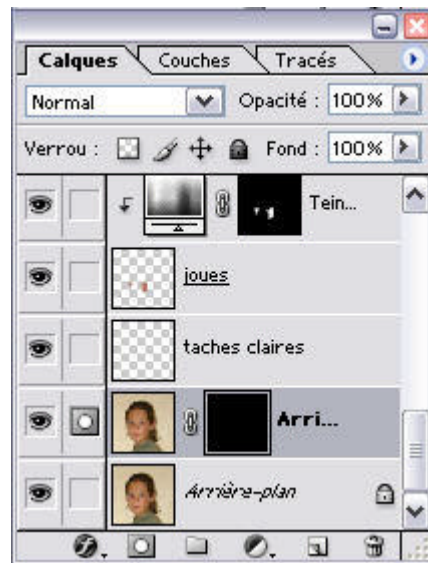 Calques Couches Tracés
Normal Opacité : 100%
Verrou : Fond : 100%
Tein...
joues
taches claires
Arri...
Arrière-plan